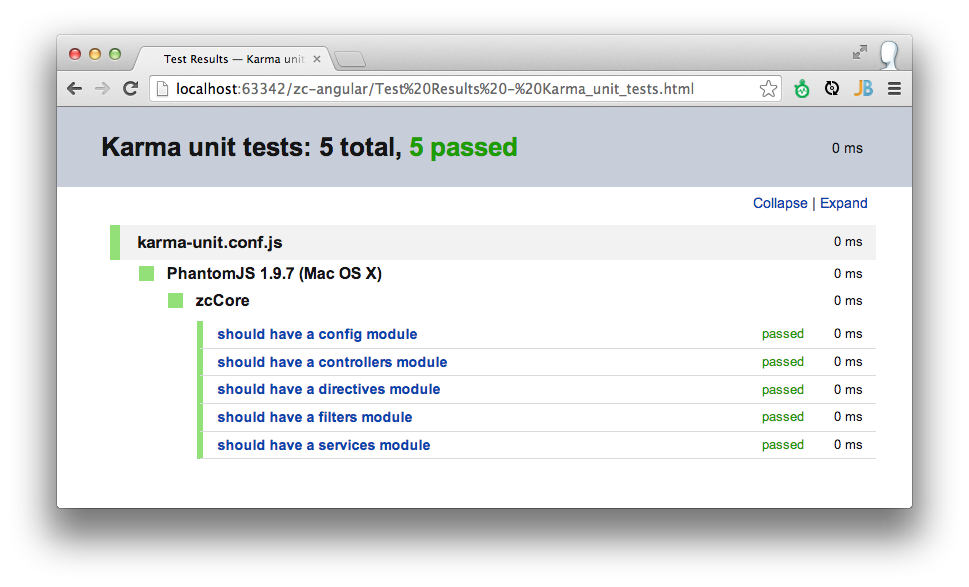 Test Results — Karma unit
localhost:63342/zc-angular/Test%20Results%20-%20Karma_unit_tests.html
JB
Karma unit tests: 5 total, 5 passed 0 ms
Collapse | Expand
karma-unit.conf.js 0 ms
PhantomJS 1.9.7 (Mac OS X) 0 ms
zcCore 0 ms
should have a config module passed 0 ms
should have a controllers module passed 0 ms
should have a directives module passed 0 ms
should have a filters module passed 0 ms
should have a services module passed 0 ms